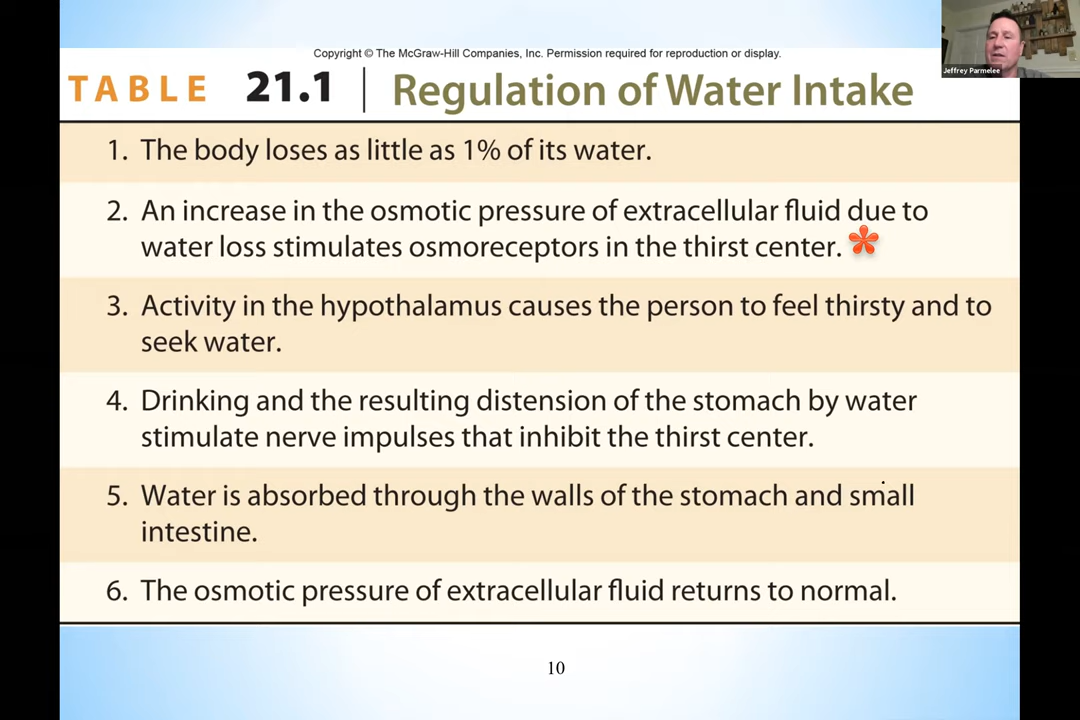 Copyright © The McGraw-Hill Companies, Inc. Permission required for reproduction or display.
Jeffrey Parmelee
TABLE 21.1 | Regulation of Water Intake
1. The body loses as little as 1% of its water.
2. An increase in the osmotic pressure of extracellular fluid due to
water loss stimulates osmoreceptors in the thirst center. *
3. Activity in the hypothalamus causes the person to feel thirsty and to
seek water.
4. Drinking and the resulting distension of the stomach by water
stimulate nerve impulses that inhibit the thirst center.
5. Water is absorbed through the walls of the stomach and small
intestine.
6. The osmotic pressure of extracellular fluid returns to normal.
10